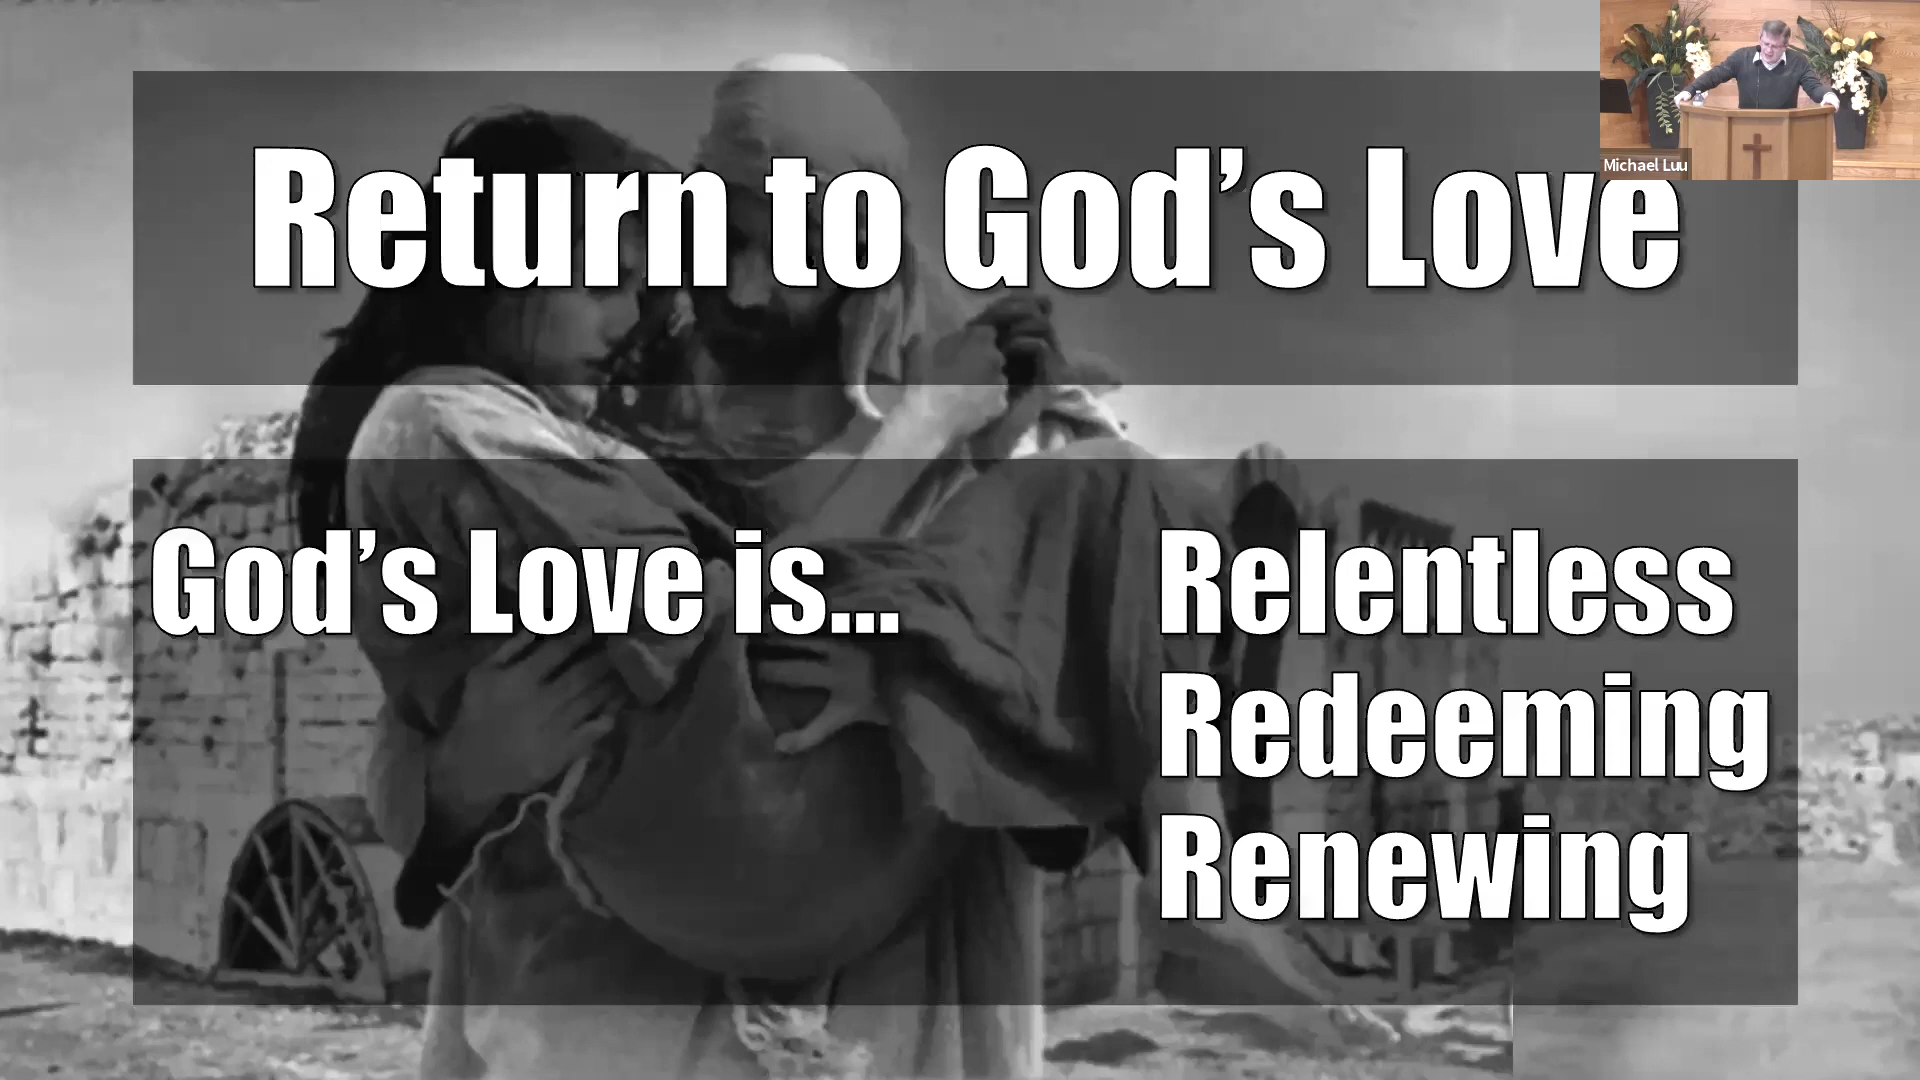 Return to God’s Love
Michael Luu
God’s Love is...
Relentless
Redeeming
Renewing